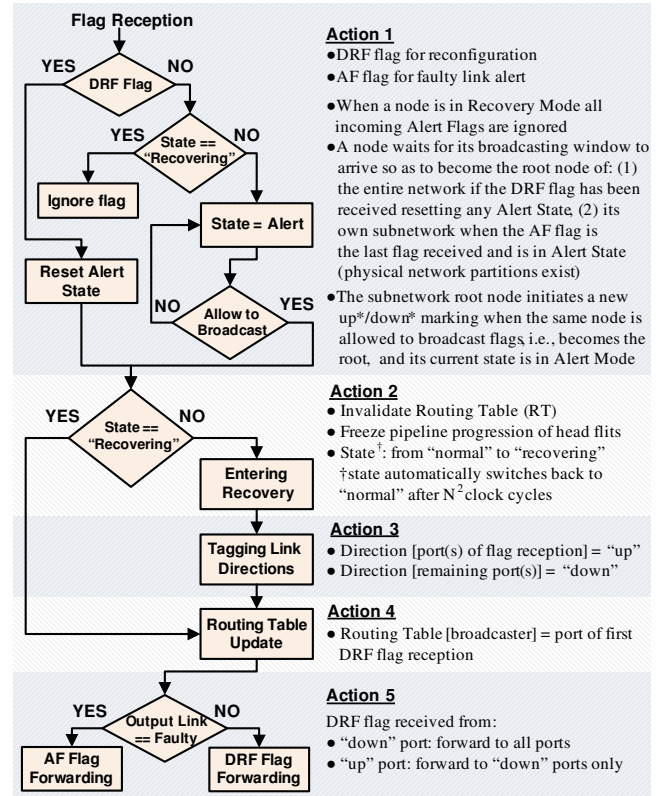 Flag Reception
YES
NO
DRF Flag
YES
NO
State ==
“Recovering”
Ignore flag
State = Alert
Reset Alert
State
NO
YES
Allow to
Broadcast
Action 1
●DRF flag for reconfiguration
●AF flag for faulty link alert
●When a node is in Recovery Mode all
incoming Alert Flags are ignored
●A node waits for its broadcasting window to
arrive so as to become the root node of: (1)
the entire network if the DRF flag has been
received resetting any Alert State, (2) its
own subnetwork when the AF flag is
the last flag received and is in Alert State
(physical network partitions exist)
●The subnetwork root node initiates a new
up*/down* marking when the same node is
allowed to broadcast flags, i.e., becomes the
root, and its current state is in Alert Mode
YES
NO
State ==
“Recovering”
Entering
Recovery
Action 2
● Invalidate Routing Table (RT)
● Freeze pipeline progression of head flits
● State†: from “normal” to “recovering”
†state automatically switches back to
“normal” after N² clock cycles
Tagging Link
Directions
Action 3
● Direction [port(s) of flag reception] = “up”
● Direction [remaining port(s)] = “down”
Routing Table
Update
Action 4
● Routing Table [broadcaster] = port of first
DRF flag reception
YES
NO
Output Link
== Faulty
AF Flag
Forwarding
DRF Flag
Forwarding
Action 5
DRF flag received from:
● “down” port: forward to all ports
● “up” port: forward to “down” ports only